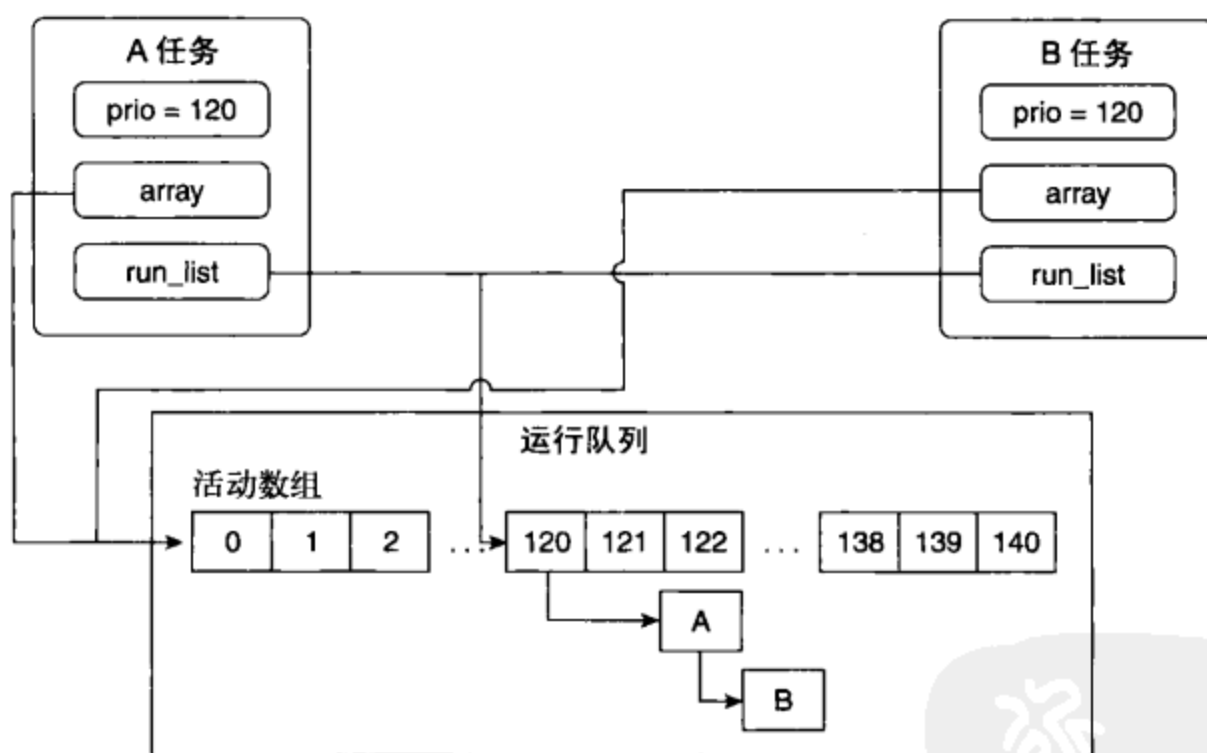 A 任务
prio = 120
array
run_list
B 任务
prio = 120
array
run_list
运行队列
活动数组
0 1 2 ... 120 121 122 ... 138 139 140
A
B